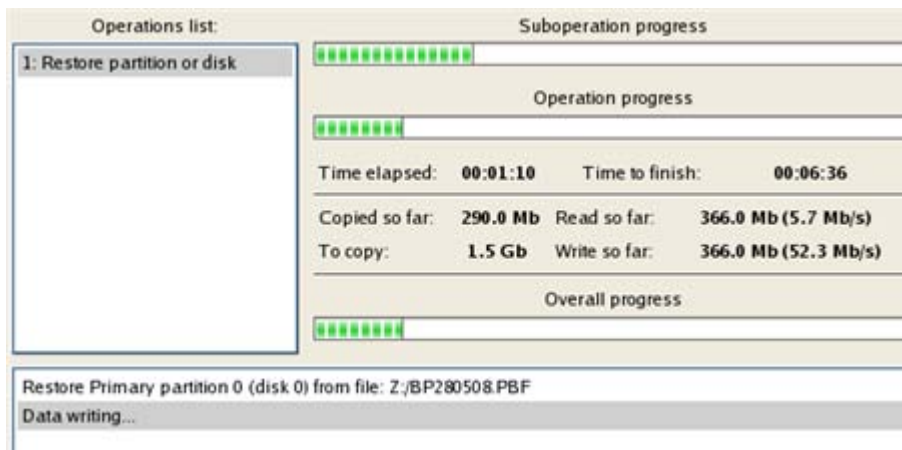 Operations list:
1: Restore partition or disk
Suboperation progress
Operation progress
Time elapsed: 00:01:10 Time to finish: 00:06:36
Copied so far: 290.0 Mb Read so far: 366.0 Mb (5.7 Mb/s)
To copy: 1.5 Gb Write so far: 366.0 Mb (52.3 Mb/s)
Overall progress
Restore Primary partition 0 (disk 0) from file: Z:/BP280508.PBF
Data writing...